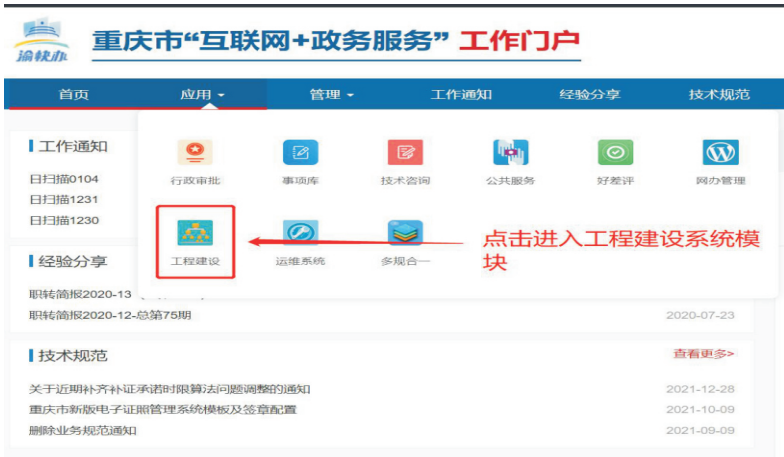 渝快办
重庆市“互联网+政务服务” 工作门户
首页 应用 管理 工作通知 经验分享 技术规范
工作通知
日扫描0104
日扫描1231
日扫描1230
行政审批 事项库 技术咨询 公共服务 好差评 网办管理
工程建设 运维系统 多规合一
点击进入工程建设系统模
块
经验分享
职转简报2020-13
职转简报2020-12-总第75期 2020-07-23
技术规范 查看更多>
关于近期补齐补证承诺时限算法问题调整的通知 2021-12-28
重庆市新版电子证照管理系统模板及签章配置 2021-10-09
删除业务规范通知 2021-09-09